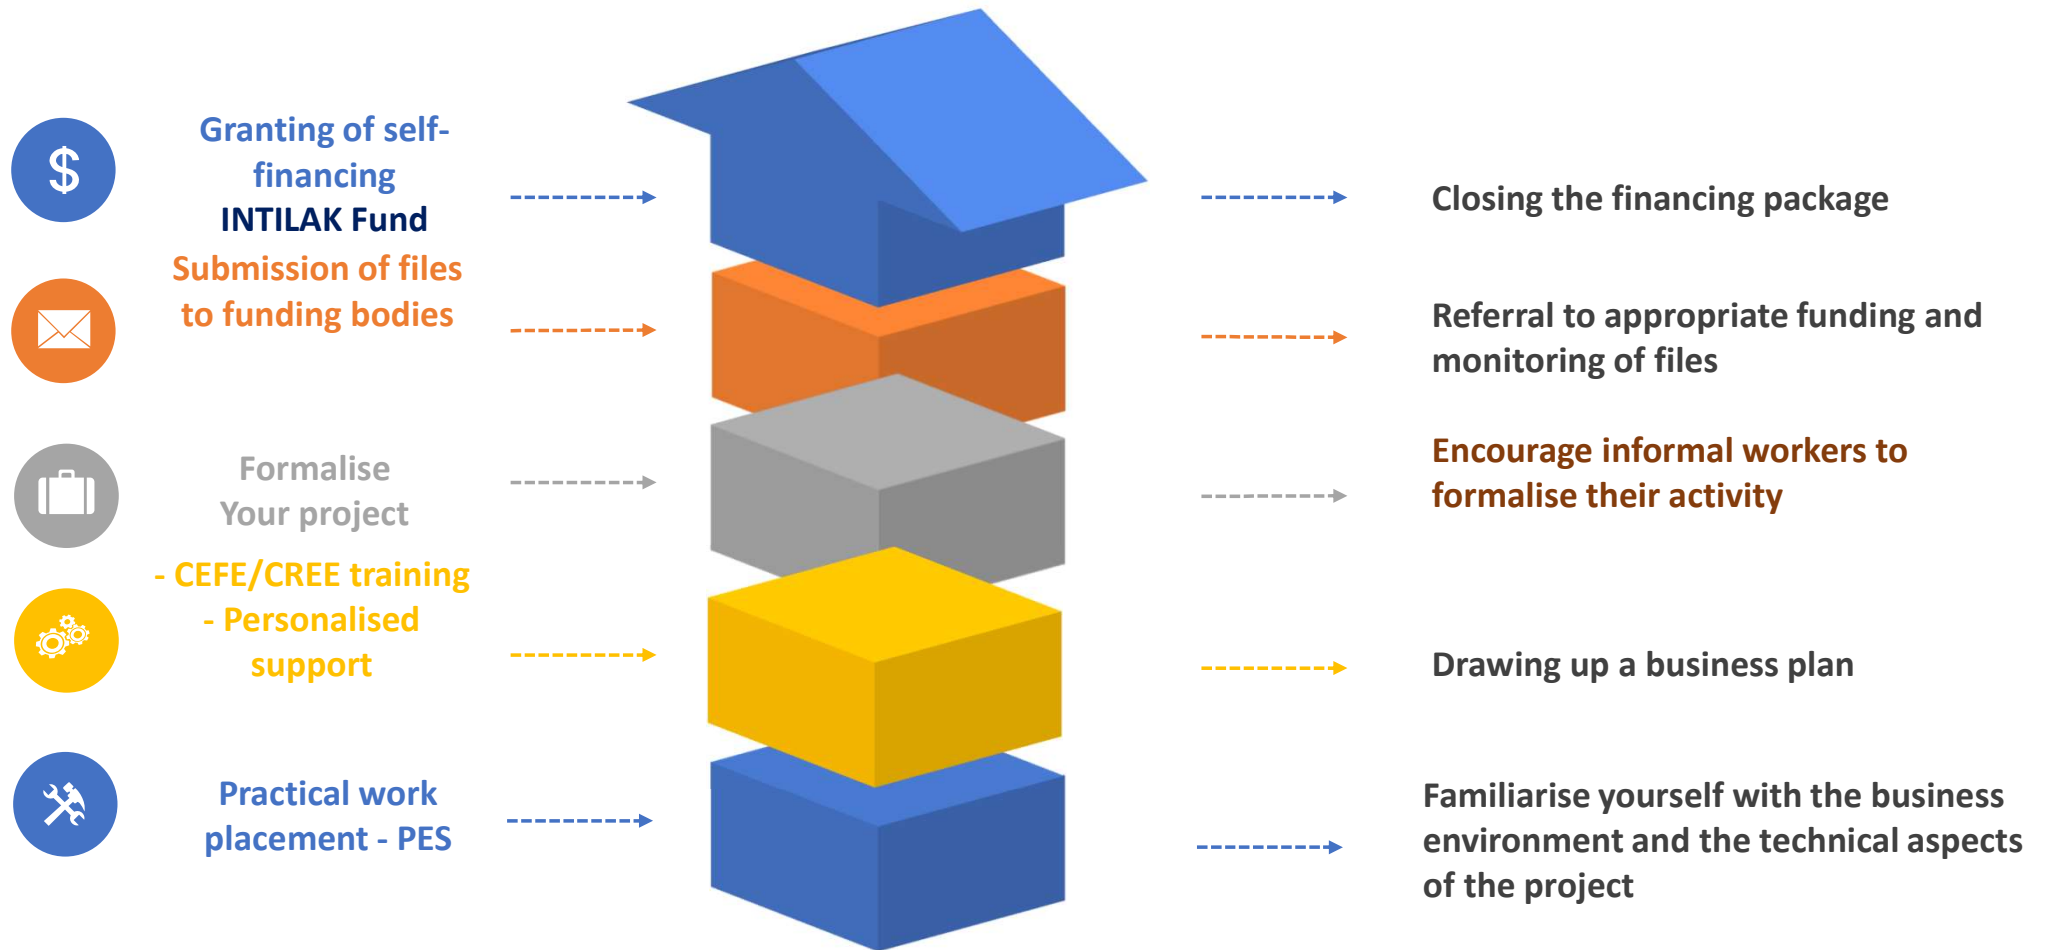 $
Granting of self-
financing
INTILAK Fund
Closing the financing package
Submission of files
to funding bodies
Referral to appropriate funding and
monitoring of files
Formalise
Your project
Encourage informal workers to
formalise their activity
- CEFE/CREE training
- Personalised
support
Drawing up a business plan
Practical work
placement - PES
Familiarise yourself with the business
environment and the technical aspects
of the project